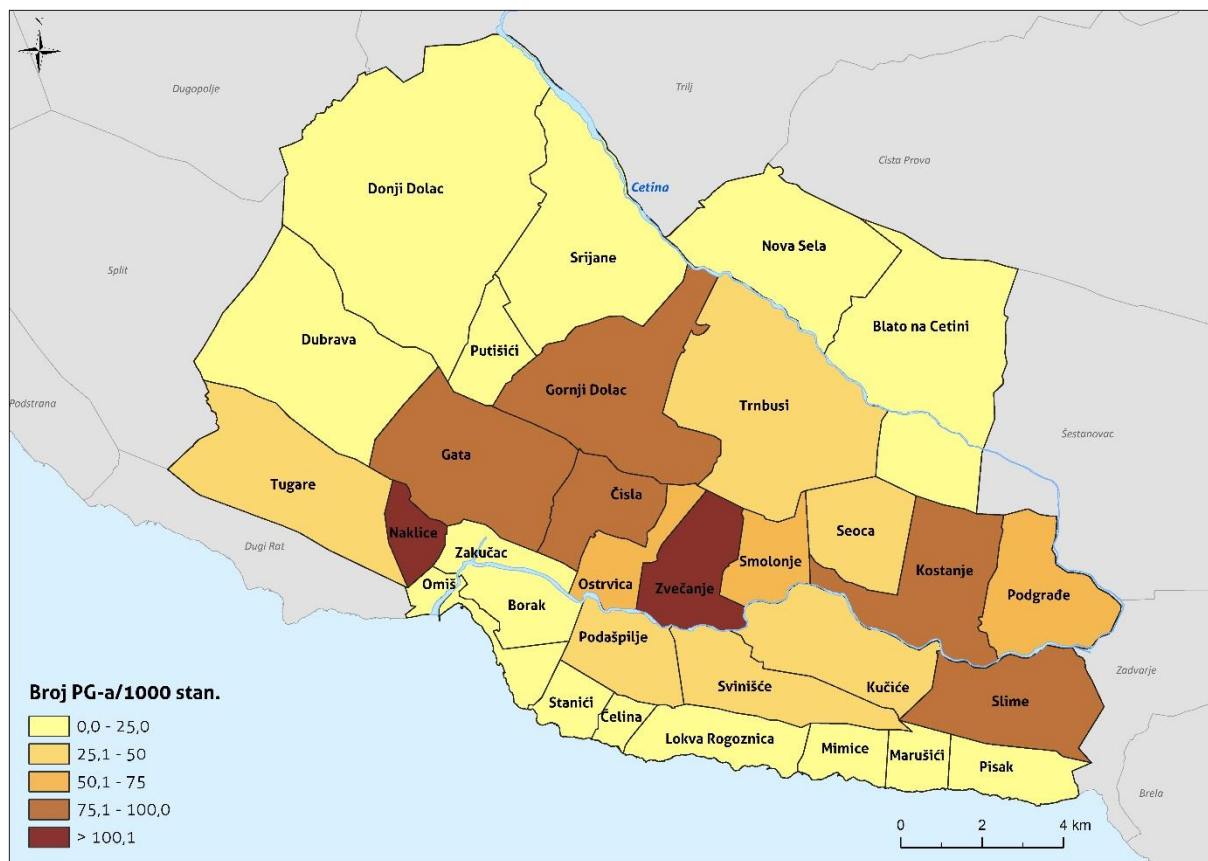 N
Dugopolje
Trilj
Cista Provo
Donji Dolac
Cetina
Nova Sela
Srijane
Split
Blato na Cetini
Dubrava
Putišići
Gornji Dolac
Podstrana
Trnbusi
Šestanovac
Gata
Tugare
Čisla
Naklice
Seoca
Dugi Rat
Zakučac
Smolonje
Kostanje
Omiš
Ostrvica
Zvečanje
Podgrađe
Borak
Podašpilje
Zadvarje
Svinišće
Kučiće
Broj PG-a/1000 stan.
Stanići
Slime
Čelina
0,0 - 25,0
Lokva Rogoznica
Mimice
Marušići
25,1 - 50
Pisak
50,1 - 75
Brela
75,1 - 100,0
> 100,1
0 2 4 km